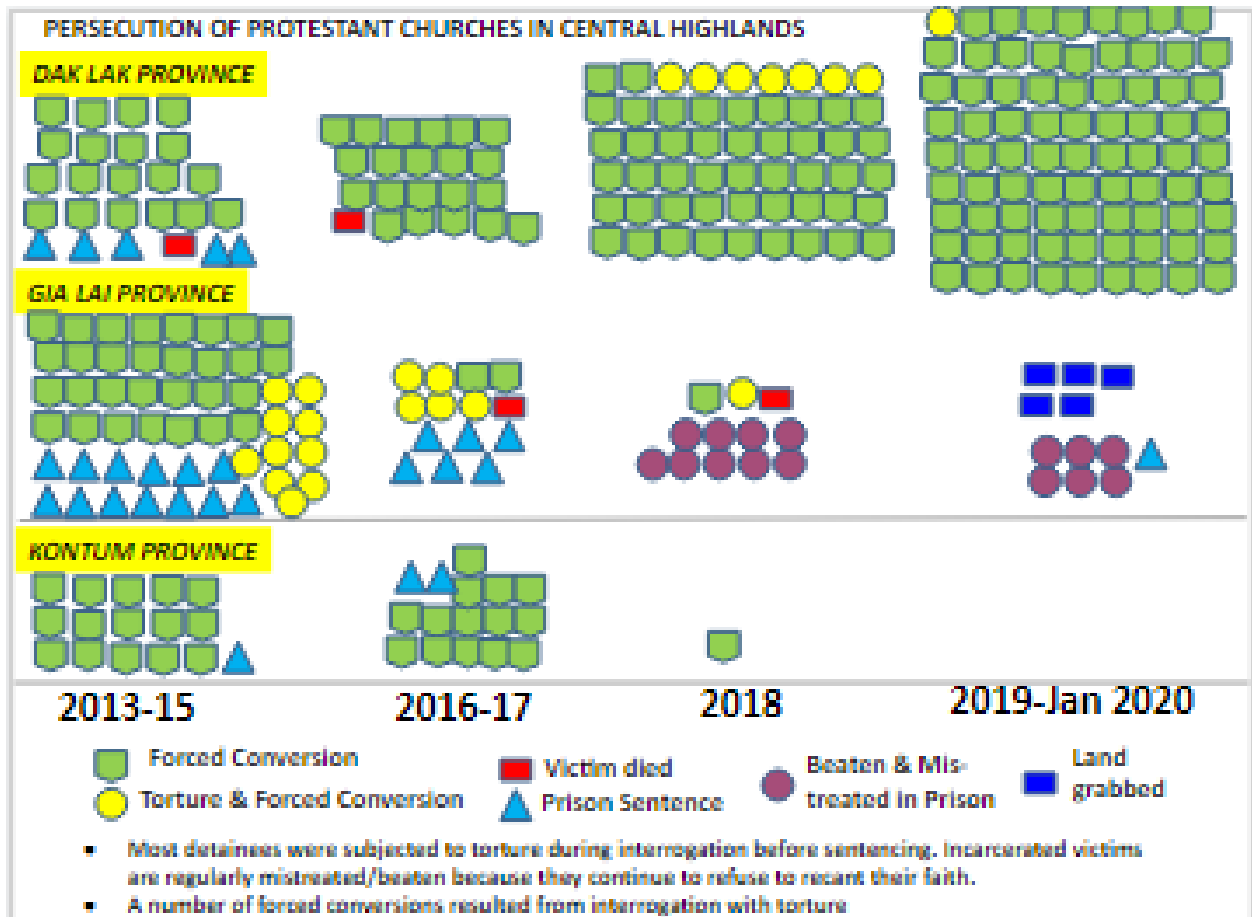 PERSECUTION OF PROTESTANT CHURCHES IN CENTRAL HIGHLANDS
DAK LAK PROVINCE
GIA LAI PROVINCE
KONTUM PROVINCE
2013-15
2016-17
2018
2019-Jan 2020
Forced Conversion
Torture & Forced Conversion
Victim died
Prison Sentence
Beaten & Mis-
treated in Prison
Land
grabbed
• Most detainees were subjected to torture during interrogation before sentencing. Incarcerated victims
are regularly mistreated/beaten because they continue to refuse to recant their faith.
• A number of forced conversions resulted from interrogation with torture